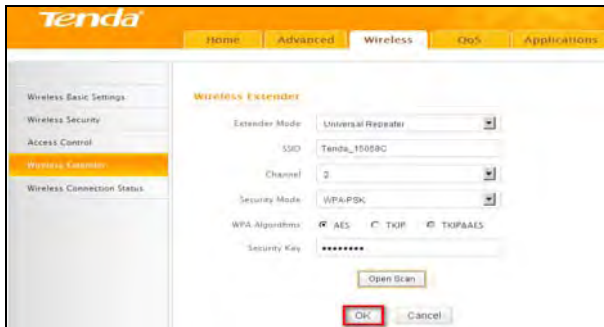 Tenda
Home Advanced Wireless QoS Applications
Wireless Basic Settings
Wireless Security
Access Control
Wireless Extender
Wireless Connection Status
Wireless Extender
Extender Mode Universal Repeater
SSID Tenda_15058C
Channel 2
Security Mode WPA-PSK
WPA Algorithms AES TKIP TKIP&AES
Security Key ********
Open Scan
OK Cancel